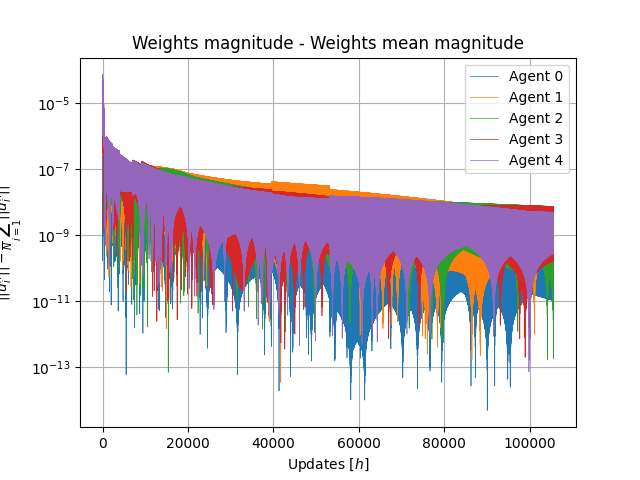 Weights magnitude - Weights mean magnitude
Agent 0
Agent 1
Agent 2
Agent 3
Agent 4
10⁻⁵
10⁻⁷
10⁻⁹
10⁻¹¹
10⁻¹³
0 20000 40000 60000 80000 100000
Updates [h]